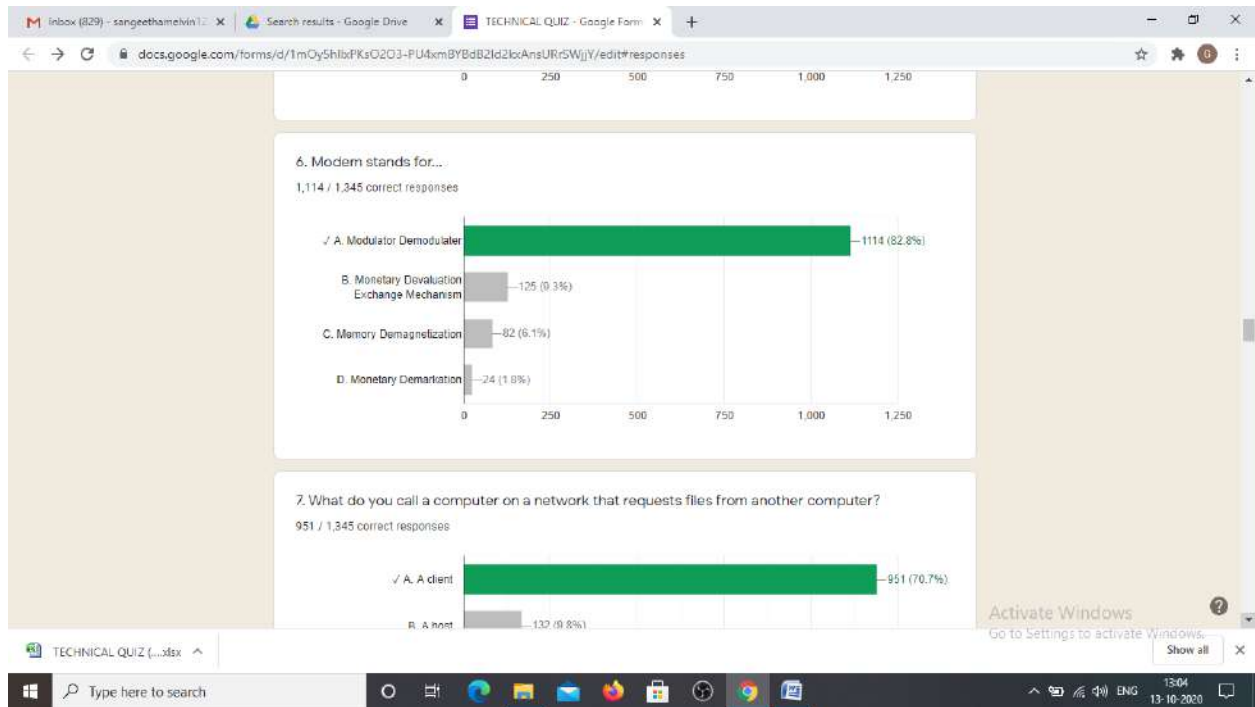 Inbox (829) - sangeethamelvin12
Search results - Google Drive
TECHNICAL QUIZ - Google Form
docs.google.com/forms/d/
/edit#responses
0 250 500 750 1,000 1,250
6. Modem stands for...
1,114 / 1,345 correct responses
✓ A. Modulator Demodulater
1114 (82.8%)
B. Monetary Devaluation
Exchange Mechanism
125 (9.3%)
C. Memory Demagnetization
82 (6.1%)
D. Monetary Demarkation
24 (1.8%)
0 250 500 750 1,000 1,250
7. What do you call a computer on a network that requests files from another computer?
951 / 1,345 correct responses
✓ A. A client
951 (70.7%)
B. A host
132 (9.8%)
Activate Windows
Go to Settings to activate Windows.
TECHNICAL QUIZ (....xlsx
Show all
Type here to search
ENG
13:04
13-10-2020